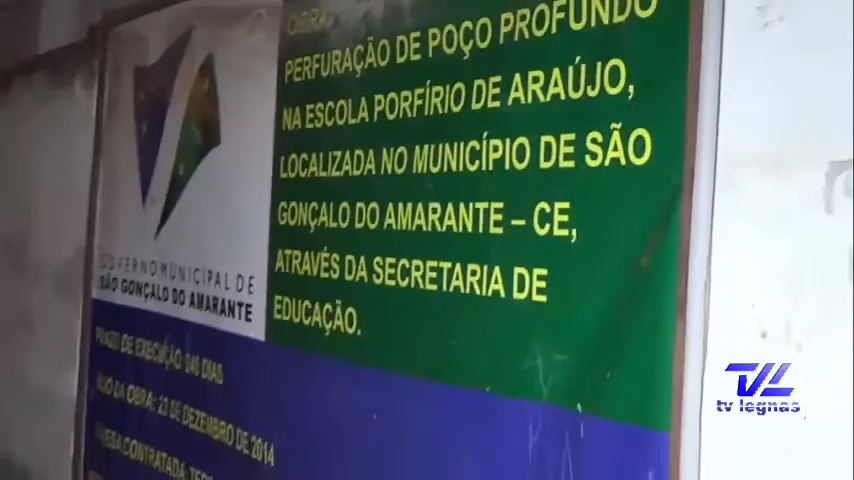 OBRA:
PERFURAÇÃO DE POÇO PROFUNDO
NA ESCOLA PORFÍRIO DE ARAÚJO,
LOCALIZADA NO MUNICÍPIO DE SÃO
GONÇALO DO AMARANTE – CE,
ATRAVÉS DA SECRETARIA DE
EDUCAÇÃO.
GOVERNO MUNICIPAL DE
SÃO GONÇALO DO AMARANTE
PRAZO DE EXECUÇÃO: 240 DIAS
DA OBRA: 23 DE DEZEMBRO DE 2014
CONTRATADA:
tv legnas